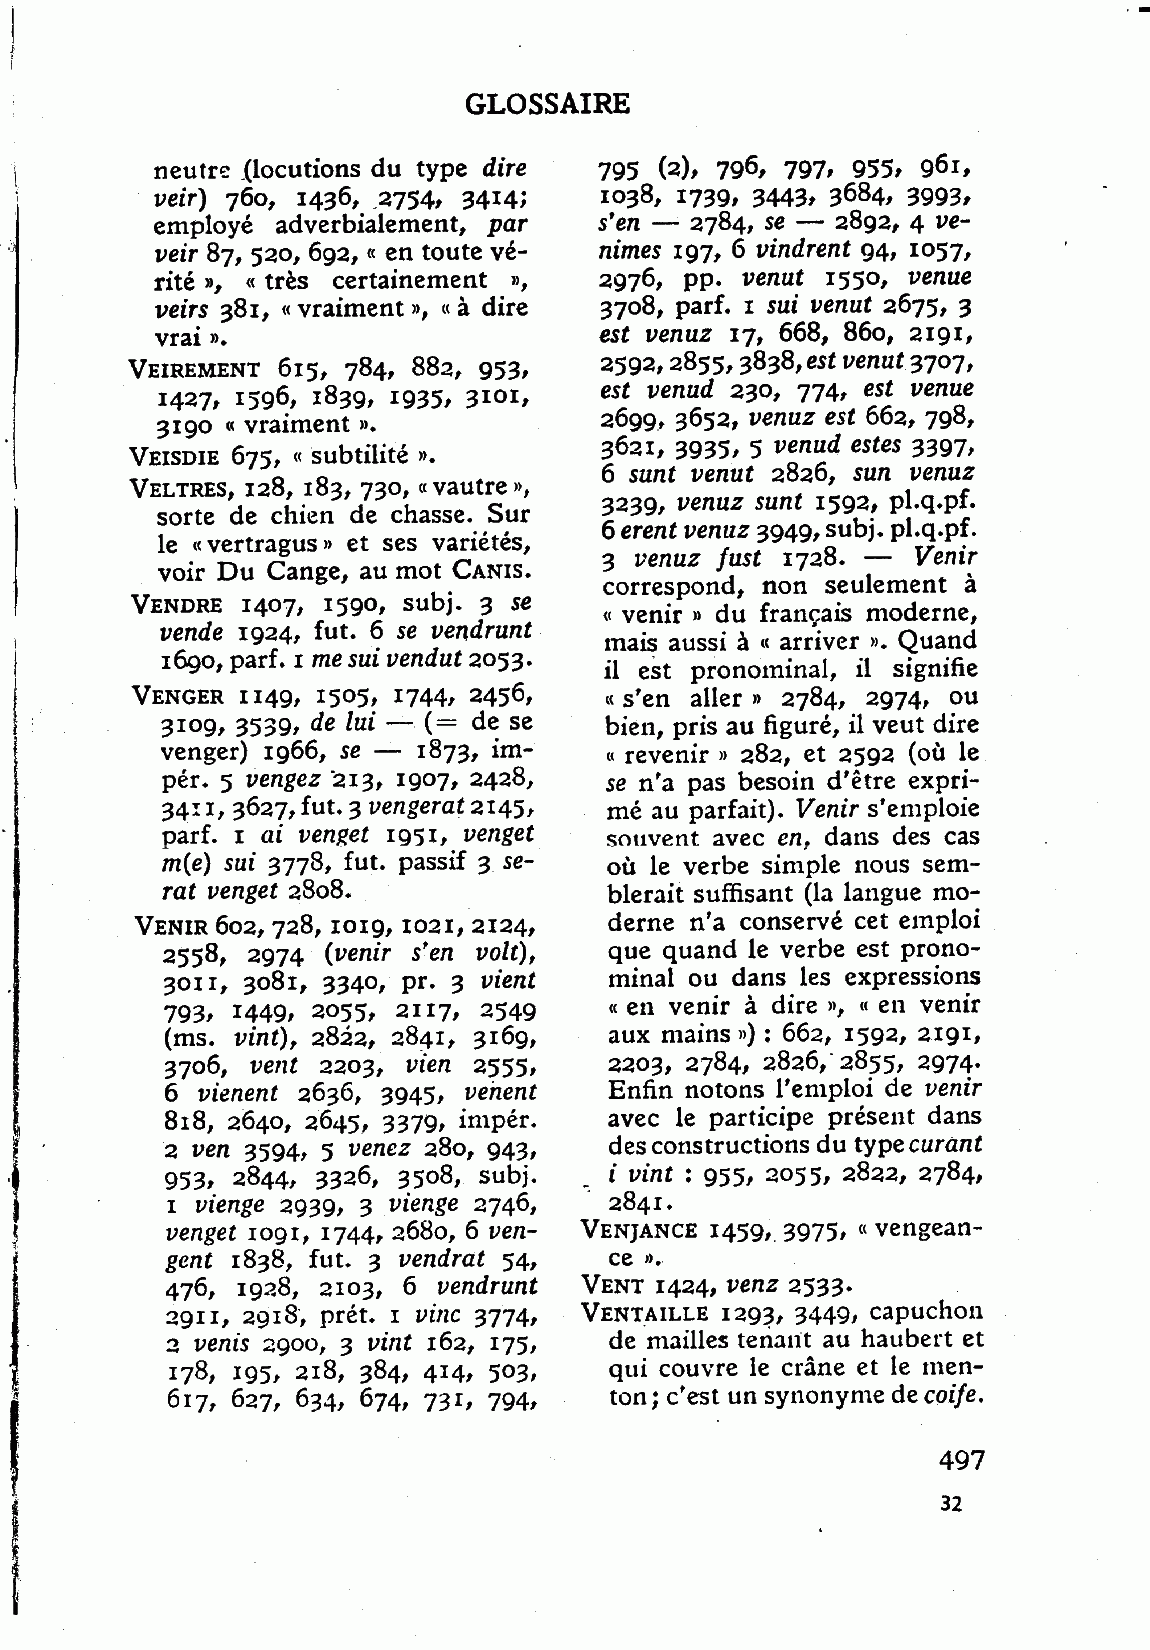 GLOSSAIRE
neutre (locutions du type dire
veir) 760, 1436, 2754, 3414;
employé adverbialement, par
veir 87, 520, 692, « en toute vé-
rité », « très certainement »,
veirs 381, « vraiment », « à dire
vrai ».
VEIREMENT 615, 784, 882, 953,
1427, 1596, 1839, 1935, 3101,
3190 « vraiment ».
VEISDIE 675, « subtilité ».
VELTRES, 128, 183, 730, « vautre »,
sorte de chien de chasse. Sur
le « vertragus » et ses variétés,
voir Du Cange, au mot CANIS.
VENDRE 1407, 1590, subj. 3 se
vende 1924, fut. 6 se vendrunt
1690, parf. 1 me sui vendut 2053.
VENGER 1149, 1505, 1744, 2456,
3109, 3539, de lui — (= de se
venger) 1966, se — 1873, im-
pér. 5 vengez 213, 1907, 2428,
3411, 3627, fut. 3 vengerat 2145,
parf. 1 ai venget 1951, venget
m(e) sui 3778, fut. passif 3 se-
rat venget 2808.
VENIR 602, 728, 1019, 1021, 2124,
2558, 2974 (venir s'en volt),
3011, 3081, 3340, pr. 3 vient
793, 1449, 2055, 2117, 2549
(ms. vint), 2822, 2841, 3169,
3706, vent 2203, vien 2555,
6 vienent 2636, 3945, venent
818, 2640, 2645, 3379, impér.
2 ven 3594, 5 venez 280, 943,
953, 2844, 3326, 3508, subj.
1 vienge 2939, 3 vienge 2746,
venget 1091, 1744, 2680, 6 ven-
gent 1838, fut. 3 vendrat 54,
476, 1928, 2103, 6 vendrunt
2911, 2918, prét. 1 vinc 3774,
2 venis 2900, 3 vint 162, 175,
178, 195, 218, 384, 414, 503,
617, 627, 634, 674, 731, 794,
795 (2), 796, 797, 955, 961,
1038, 1739, 3443, 3684, 3993,
s'en — 2784, se — 2892, 4 ve-
nimes 197, 6 vindrent 94, 1057,
2976, pp. venut 1550, venue
3708, parf. 1 sui venut 2675, 3
est venuz 17, 668, 860, 2191,
2592, 2855, 3838, est venut 3707,
est venud 230, 774, est venue
2699, 3652, venuz est 662, 798,
3621, 3935, 5 venud estes 3397,
6 sunt venut 2826, sun venuz
3239, venuz sunt 1592, pl.q.pf.
6 erent venuz 3949, subj. pl.q.pf.
3 venuz fust 1728. — Venir
correspond, non seulement à
« venir » du français moderne,
mais aussi à « arriver ». Quand
il est pronominal, il signifie
« s'en aller » 2784, 2974, ou
bien, pris au figuré, il veut dire
« revenir » 282, et 2592 (où le
se n'a pas besoin d'être expri-
mé au parfait). Venir s'emploie
souvent avec en, dans des cas
où le verbe simple nous sem-
blerait suffisant (la langue mo-
derne n'a conservé cet emploi
que quand le verbe est prono-
minal ou dans les expressions
« en venir à dire », « en venir
aux mains ») : 662, 1592, 2191,
2203, 2784, 2826, 2855, 2974.
Enfin notons l'emploi de venir
avec le participe présent dans
des constructions du type curant
i vint : 955, 2055, 2822, 2784,
2841.
VENJANCE 1459, 3975, « vengean-
ce ».
VENT 1424, venz 2533.
VENTAILLE 1293, 3449, capuchon
de mailles tenant au haubert et
qui couvre le crâne et le men-
ton ; c'est un synonyme de coife.
497
32